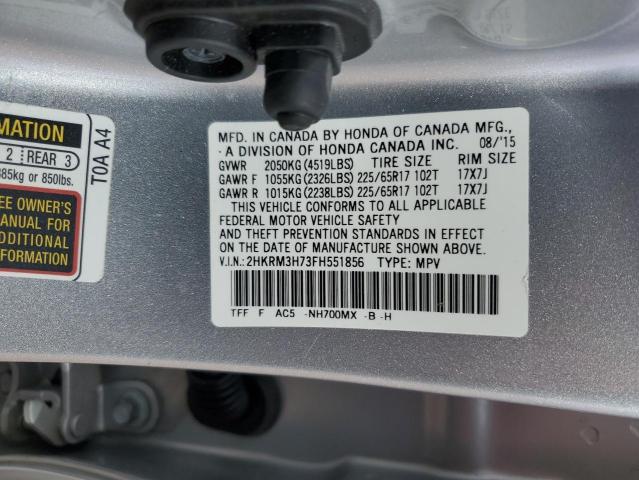 MATION
2 REAR 3
385kg or 850lbs.
EE OWNER'S
MANUAL FOR
ADDITIONAL
INFORMATION
T0A A4
MFD. IN CANADA BY HONDA OF CANADA MFG.,
A DIVISION OF HONDA CANADA INC. 08/'15
GVWR 2050KG (4519LBS) TIRE SIZE RIM SIZE
GAWR F 1055KG (2326LBS) 225/65R17 102T 17X7J
GAWR R 1015KG (2238LBS) 225/65R17 102T 17X7J
THIS VEHICLE CONFORMS TO ALL APPLICABLE
FEDERAL MOTOR VEHICLE SAFETY
AND THEFT PREVENTION STANDARDS IN EFFECT
ON THE DATE OF MANUFACTURE SHOWN ABOVE.
V.I.N.: 2HKRM3H73FH551856 TYPE: MPV
TFF F AC5 -NH700MX -B -H